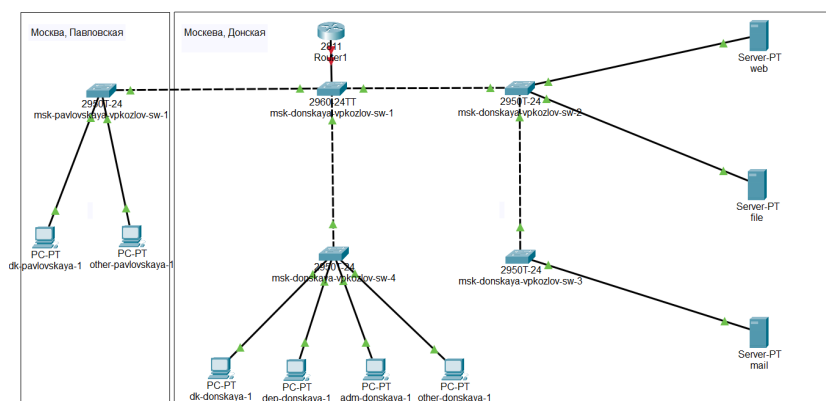 Москва, Павловская
Москева, Донская
2811
Router1
2950T-24
msk-pavlovskaya-vpkozlov-sw-1
2960-24TT
msk-donskaya-vpkozlov-sw-1
2950T-24
msk-donskaya-vpkozlov-sw-2
Server-PT
web
Server-PT
file
PC-PT
dk-pavlovskaya-1
PC-PT
other-pavlovskaya-1
2950T-24
msk-donskaya-vpkozlov-sw-4
2950T-24
msk-donskaya-vpkozlov-sw-3
Server-PT
mail
PC-PT
dk-donskaya-1
PC-PT
dep-donskaya-1
PC-PT
adm-donskaya-1
PC-PT
other-donskaya-1